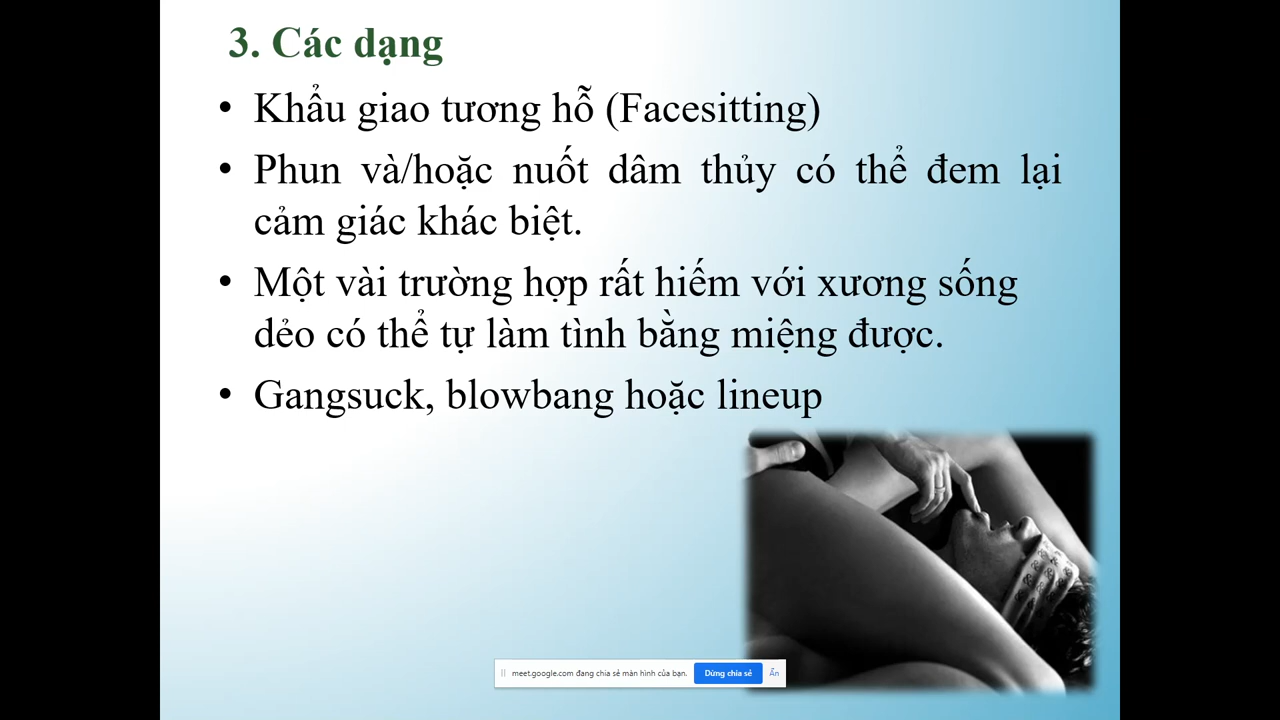 3. Các dạng
• Khẩu giao tương hỗ (Facesitting)
• Phun và/hoặc nuốt dâm thủy có thể đem lại
cảm giác khác biệt.
• Một vài trường hợp rất hiếm với xương sống
dẻo có thể tự làm tình bằng miệng được.
• Gangsuck, blowbang hoặc lineup
meet.google.com đang chia sẻ màn hình của bạn. Dừng chia sẻ Ẩn